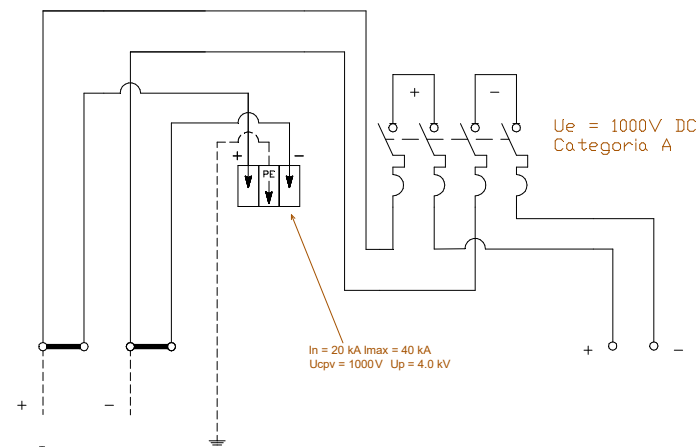 + −
Ue = 1000V DC
Categoria A
+ PE −
In = 20 kA Imax = 40 kA
Ucpv = 1000V Up = 4.0 kV
+ −
+ −